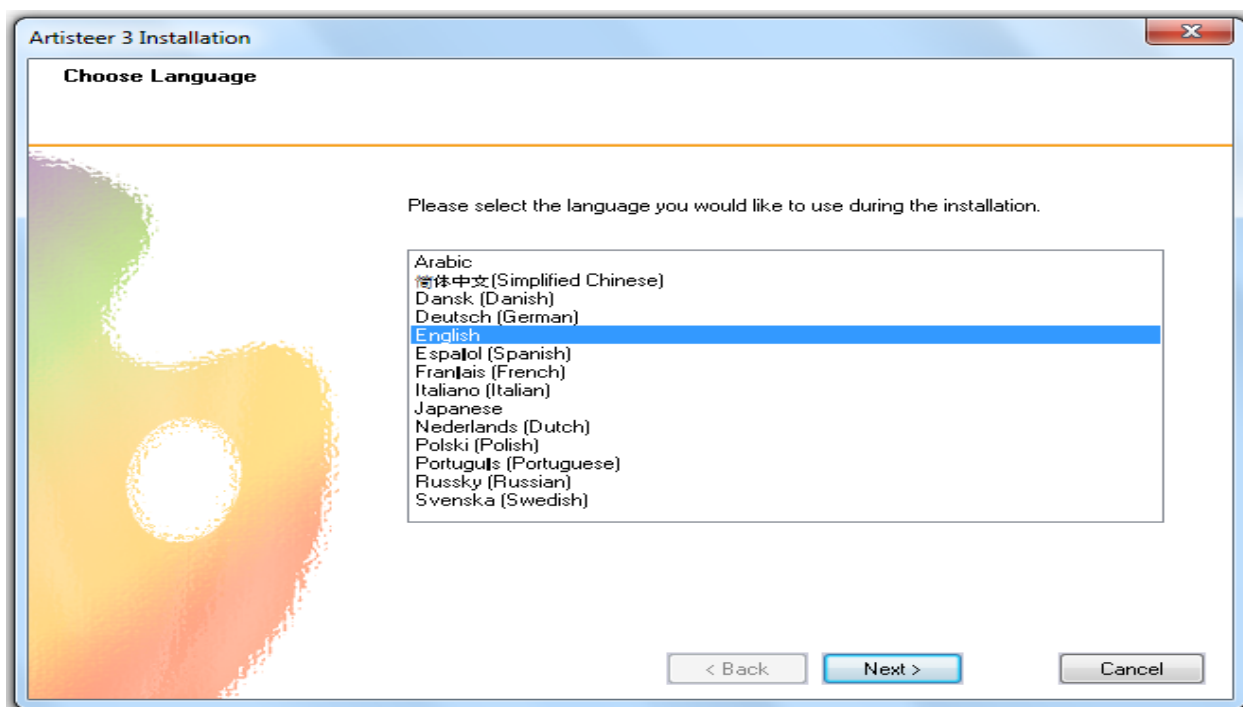 Artisteer 3 Installation
Choose Language
Please select the language you would like to use during the installation.
Arabic
简体中文(Simplified Chinese)
Dansk (Danish)
Deutsch (German)
English
Espa|ol (Spanish)
Fran|ais (French)
Italiano (Italian)
Japanese
Nederlands (Dutch)
Polski (Polish)
Portugu|s (Portuguese)
Russky (Russian)
Svenska (Swedish)
< Back
Next >
Cancel